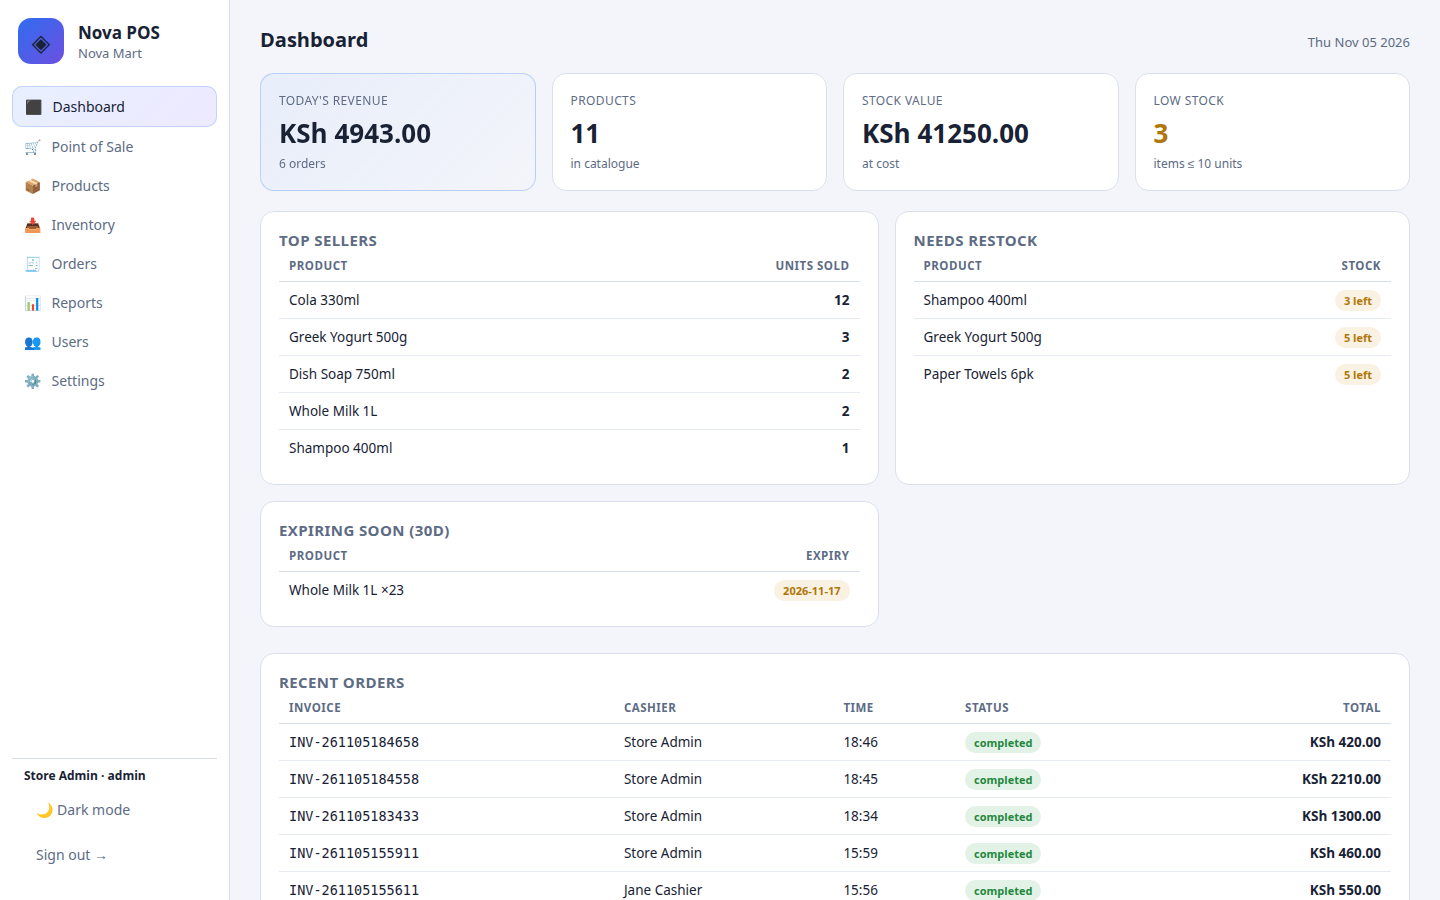 Nova POS
Nova Mart
Dashboard
Point of Sale
Products
Inventory
Orders
Reports
Users
Settings
Store Admin · admin
🌙 Dark mode
Sign out →
Dashboard
Thu Nov 05 2026
TODAY'S REVENUE
KSh 4943.00
6 orders
PRODUCTS
11
in catalogue
STOCK VALUE
KSh 41250.00
at cost
LOW STOCK
3
items ≤ 10 units
TOP SELLERS
PRODUCT UNITS SOLD
Cola 330ml 12
Greek Yogurt 500g 3
Dish Soap 750ml 2
Whole Milk 1L 2
Shampoo 400ml 1
NEEDS RESTOCK
PRODUCT STOCK
Shampoo 400ml 3 left
Greek Yogurt 500g 5 left
Paper Towels 6pk 5 left
EXPIRING SOON (30D)
PRODUCT EXPIRY
Whole Milk 1L ×23 2026-11-17
RECENT ORDERS
INVOICE CASHIER TIME STATUS TOTAL
INV-261105184658 Store Admin 18:46 completed KSh 420.00
INV-261105184558 Store Admin 18:45 completed KSh 2210.00
INV-261105183433 Store Admin 18:34 completed KSh 1300.00
INV-261105155911 Store Admin 15:59 completed KSh 460.00
INV-261105155611 Jane Cashier 15:56 completed KSh 550.00